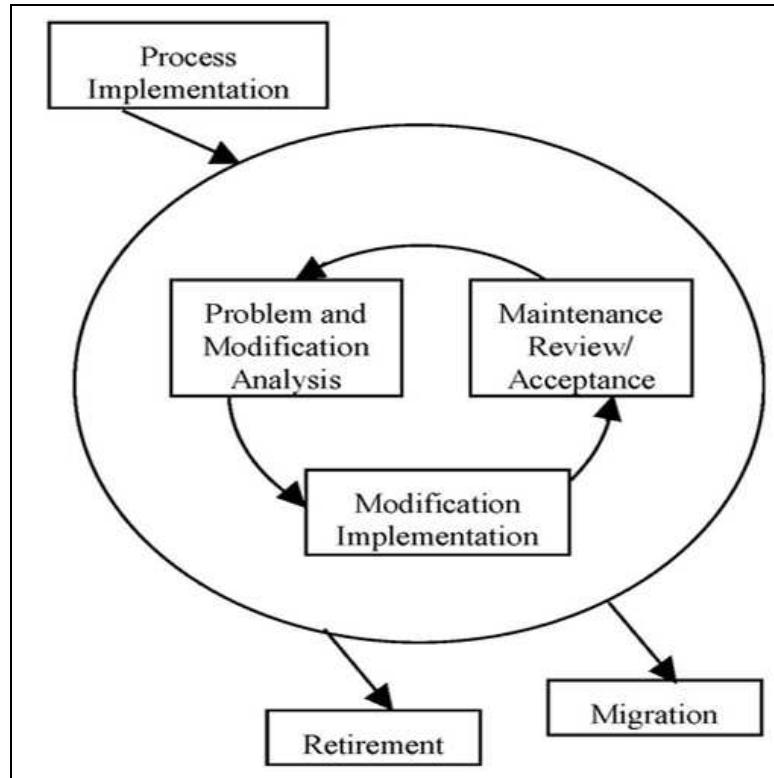 Process
Implementation
Problem and
Modification
Analysis
Maintenance
Review/
Acceptance
Modification
Implementation
Migration
Retirement